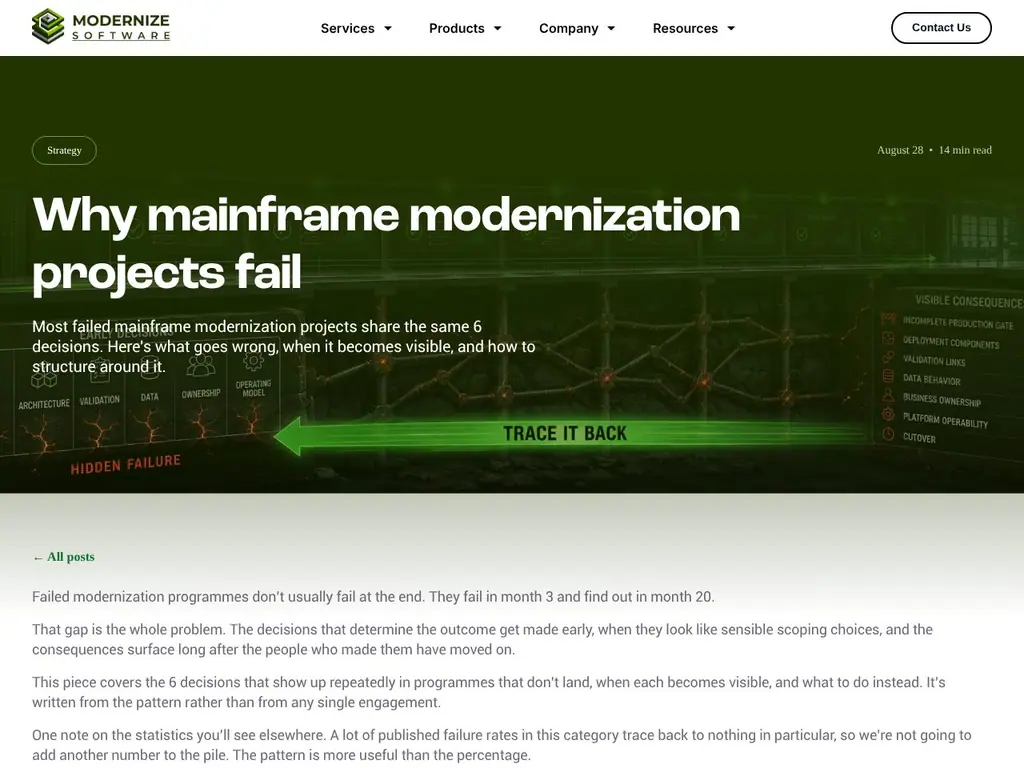 MODERNIZE
SOFTWARE
Services
Products
Company
Resources
Contact Us
Strategy
August 28 • 14 min read
Why mainframe modernization
projects fail
Most failed mainframe modernization projects share the same 6
decisions. Here's what goes wrong, when it becomes visible, and how to
structure around it.
EARLY DECISIONS
ARCHITECTURE
VALIDATION
DATA
OWNERSHIP
OPERATING
MODEL
HIDDEN FAILURE
TRACE IT BACK
VISIBLE CONSEQUENCES
INCOMPLETE PRODUCTION GATE
DEPLOYMENT COMPONENTS
VALIDATION LINKS
DATA BEHAVIOR
BUSINESS OWNERSHIP
PLATFORM OPERABILITY
CUTOVER
← All posts
Failed modernization programmes don't usually fail at the end. They fail in month 3 and find out in month 20.
That gap is the whole problem. The decisions that determine the outcome get made early, when they look like sensible scoping choices, and the
consequences surface long after the people who made them have moved on.
This piece covers the 6 decisions that show up repeatedly in programmes that don't land, when each becomes visible, and what to do instead. It's
written from the pattern rather than from any single engagement.
One note on the statistics you'll see elsewhere. A lot of published failure rates in this category trace back to nothing in particular, so we're not going to
add another number to the pile. The pattern is more useful than the percentage.